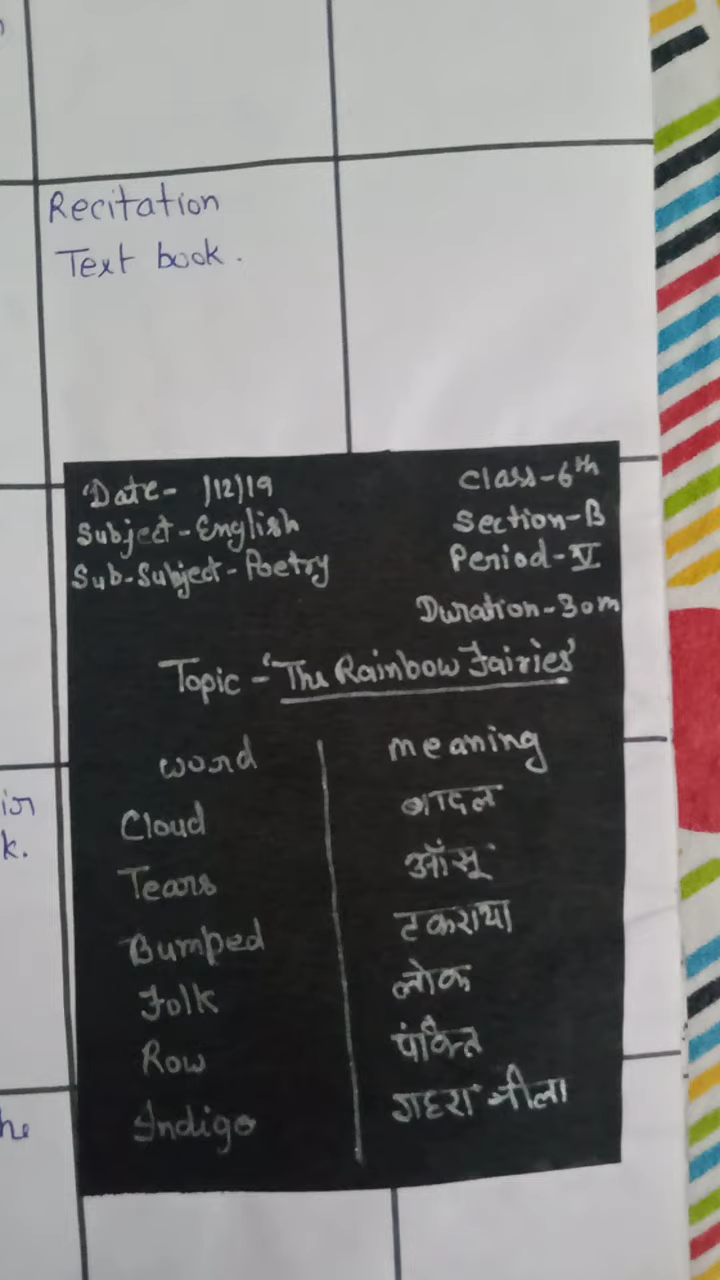 Recitation
Text book.
Date- /12/19
Class-6th
Subject-English
Section-B
Sub-Subject-Poetry
Period-V
Duration-30m
Topic-'The Rainbow Fairies'
word
meaning
Cloud
बादल
Tears
आँसू
Bumped
टकराया
Folk
लोक
Row
पंक्ति
Indigo
गहरा नीला
k.